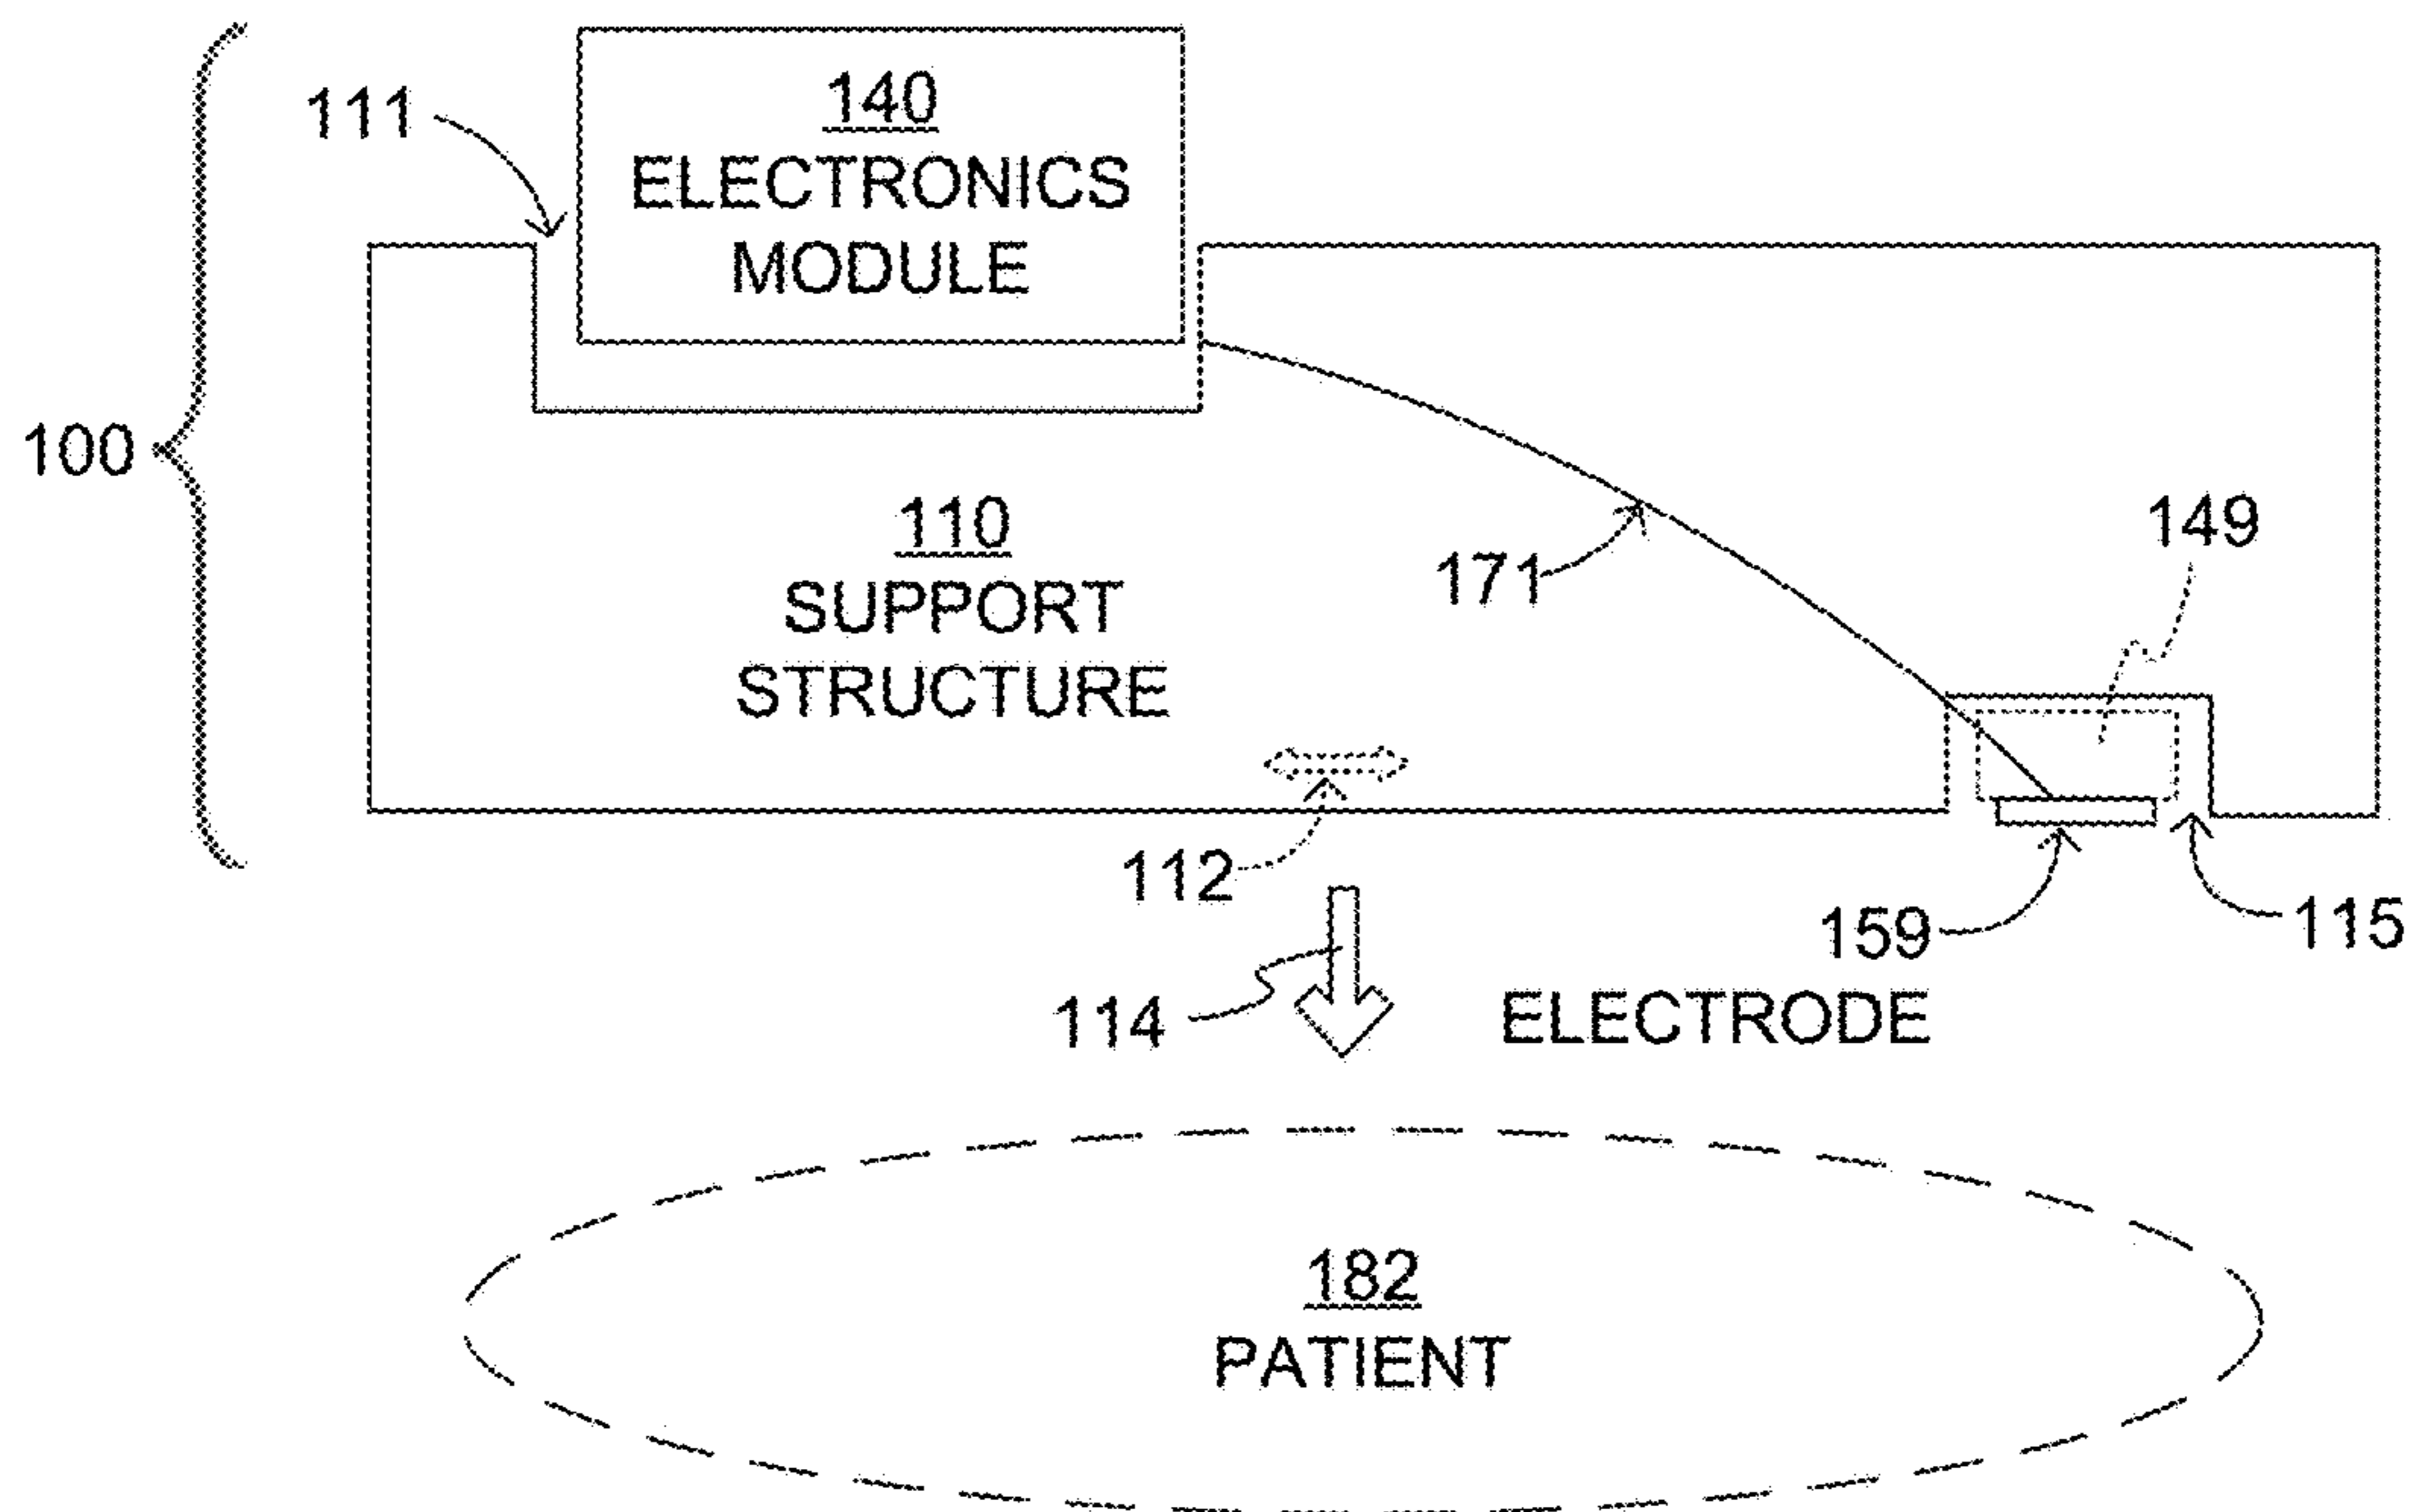 140
ELECTRONICS
MODULE
111
100
110
SUPPORT
STRUCTURE
171
149
112
159
ELECTRODE
115
114
182
PATIENT